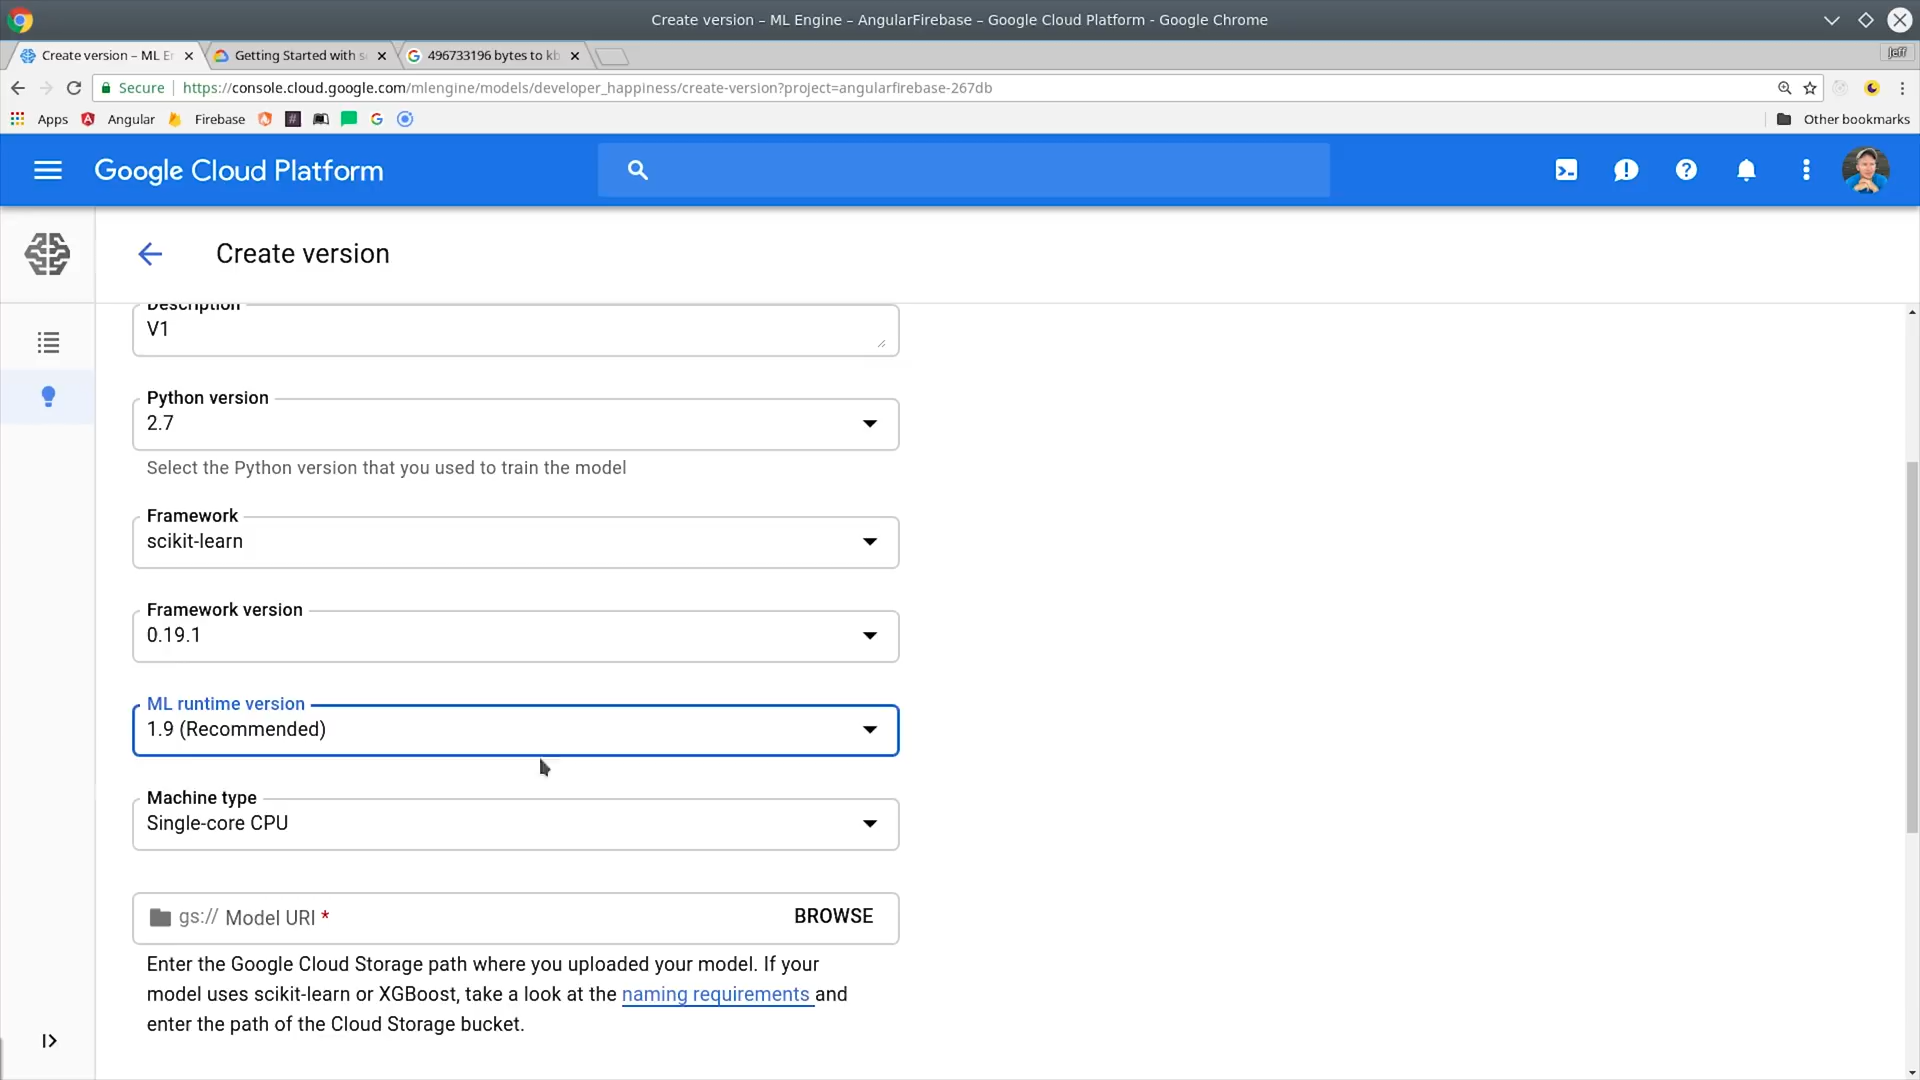 Create version – ML Engine – AngularFirebase – Google Cloud Platform - Google Chrome
Create version – ML E
Getting Started with s
496733196 bytes to kb
Jeff
Secure
https://console.cloud.google.com/mlengine/models/developer_happiness/create-version?project=angularfirebase-267db
Apps
Angular
Firebase
Other bookmarks
Google Cloud Platform
Create version
Description
V1
Python version
2.7
Select the Python version that you used to train the model
Framework
scikit-learn
Framework version
0.19.1
ML runtime version
1.9 (Recommended)
Machine type
Single-core CPU
gs:// Model URI *
BROWSE
Enter the Google Cloud Storage path where you uploaded your model. If your
model uses scikit-learn or XGBoost, take a look at the naming requirements and
enter the path of the Cloud Storage bucket.